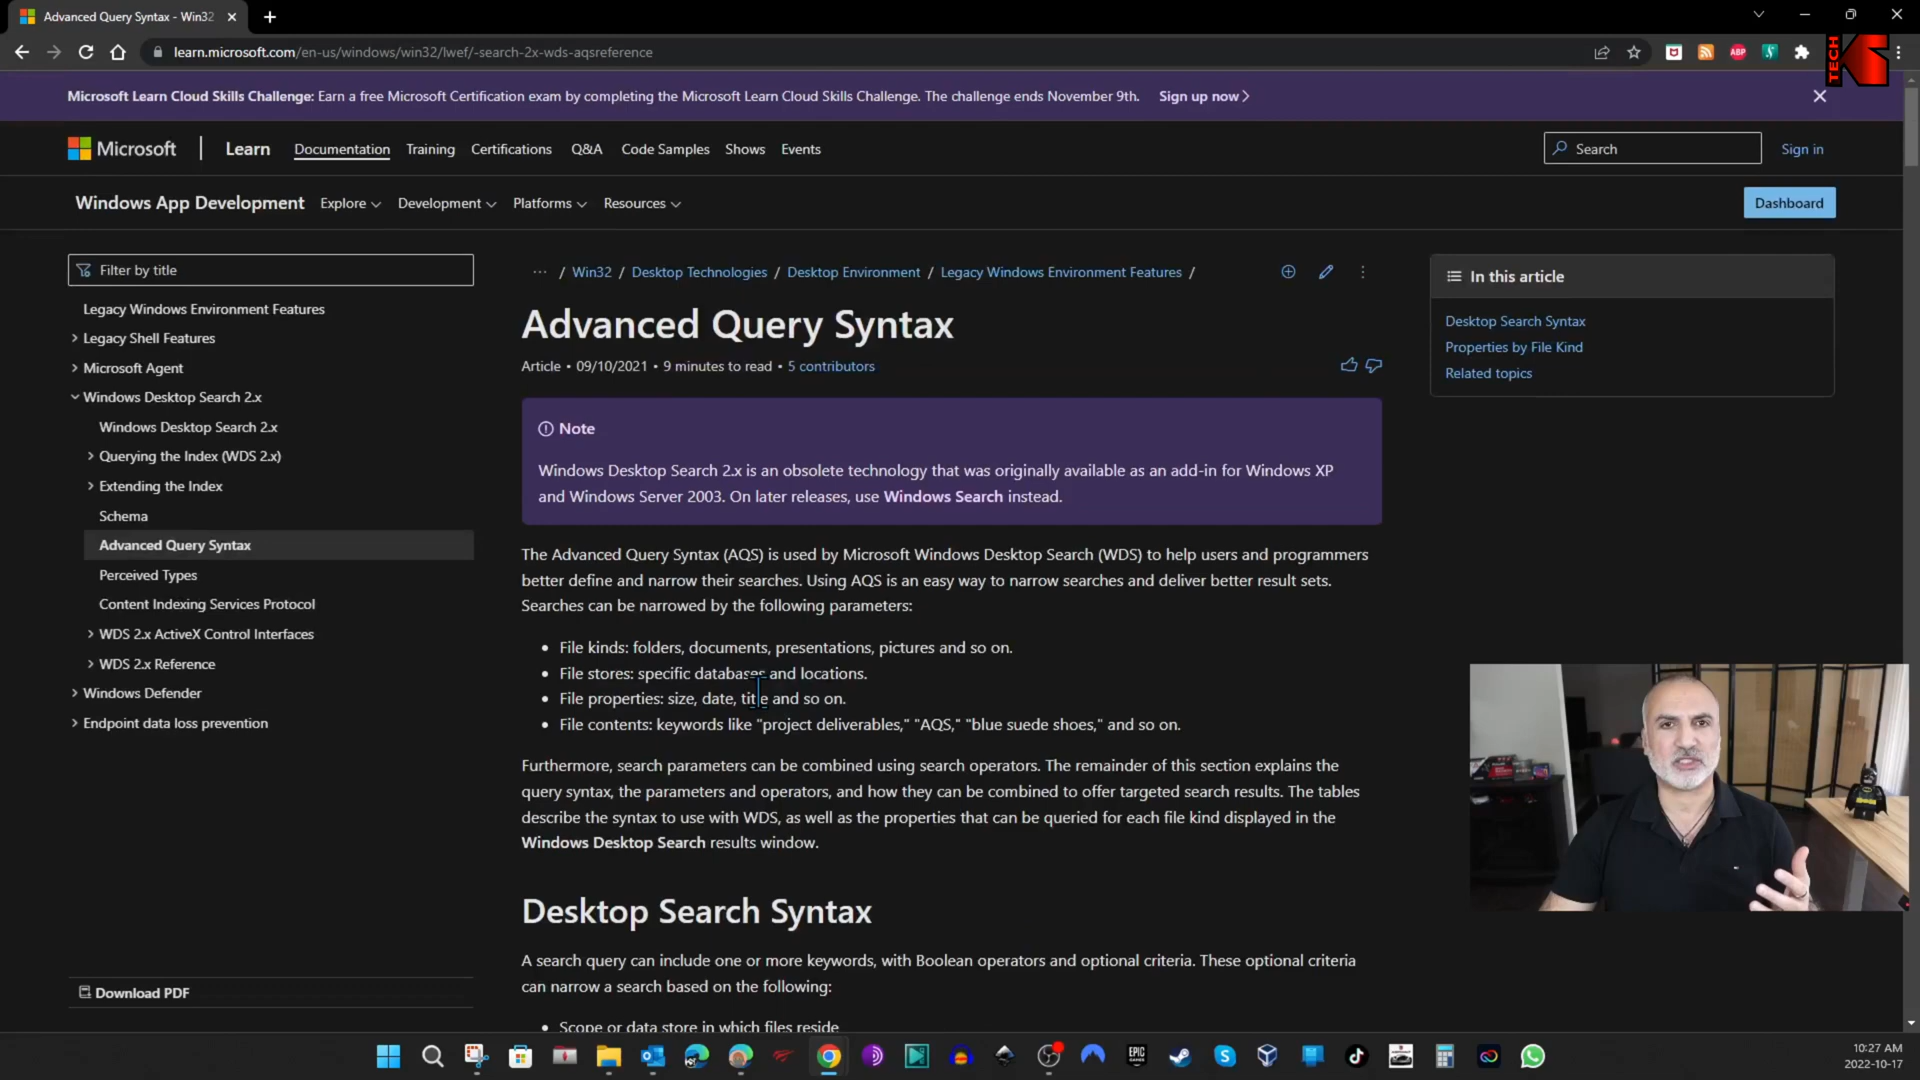 Advanced Query Syntax - Win32
learn.microsoft.com/en-us/windows/win32/lwef/-search-2x-wds-aqsreference
ABP
TECH
Microsoft Learn Cloud Skills Challenge: Earn a free Microsoft Certification exam by completing the Microsoft Learn Cloud Skills Challenge. The challenge ends November 9th. Sign up now
Microsoft | Learn Documentation Training Certifications Q&A Code Samples Shows Events
Search Sign in
Windows App Development Explore Development Platforms Resources
Dashboard
Filter by title
Legacy Windows Environment Features
Legacy Shell Features
Microsoft Agent
Windows Desktop Search 2.x
Windows Desktop Search 2.x
Querying the Index (WDS 2.x)
Extending the Index
Schema
Advanced Query Syntax
Perceived Types
Content Indexing Services Protocol
WDS 2.x ActiveX Control Interfaces
WDS 2.x Reference
Windows Defender
Endpoint data loss prevention
Download PDF
··· / Win32 / Desktop Technologies / Desktop Environment / Legacy Windows Environment Features /
Advanced Query Syntax
Article • 09/10/2021 • 9 minutes to read • 5 contributors
Note
Windows Desktop Search 2.x is an obsolete technology that was originally available as an add-in for Windows XP
and Windows Server 2003. On later releases, use Windows Search instead.
The Advanced Query Syntax (AQS) is used by Microsoft Windows Desktop Search (WDS) to help users and programmers
better define and narrow their searches. Using AQS is an easy way to narrow searches and deliver better result sets.
Searches can be narrowed by the following parameters:
• File kinds: folders, documents, presentations, pictures and so on.
• File stores: specific databases and locations.
• File properties: size, date, title and so on.
• File contents: keywords like "project deliverables," "AQS," "blue suede shoes," and so on.
Furthermore, search parameters can be combined using search operators. The remainder of this section explains the
query syntax, the parameters and operators, and how they can be combined to offer targeted search results. The tables
describe the syntax to use with WDS, as well as the properties that can be queried for each file kind displayed in the
Windows Desktop Search results window.
Desktop Search Syntax
A search query can include one or more keywords, with Boolean operators and optional criteria. These optional criteria
can narrow a search based on the following:
• Scope or data store in which files reside
In this article
Desktop Search Syntax
Properties by File Kind
Related topics
EPIC
10:27 AM
2022-10-17